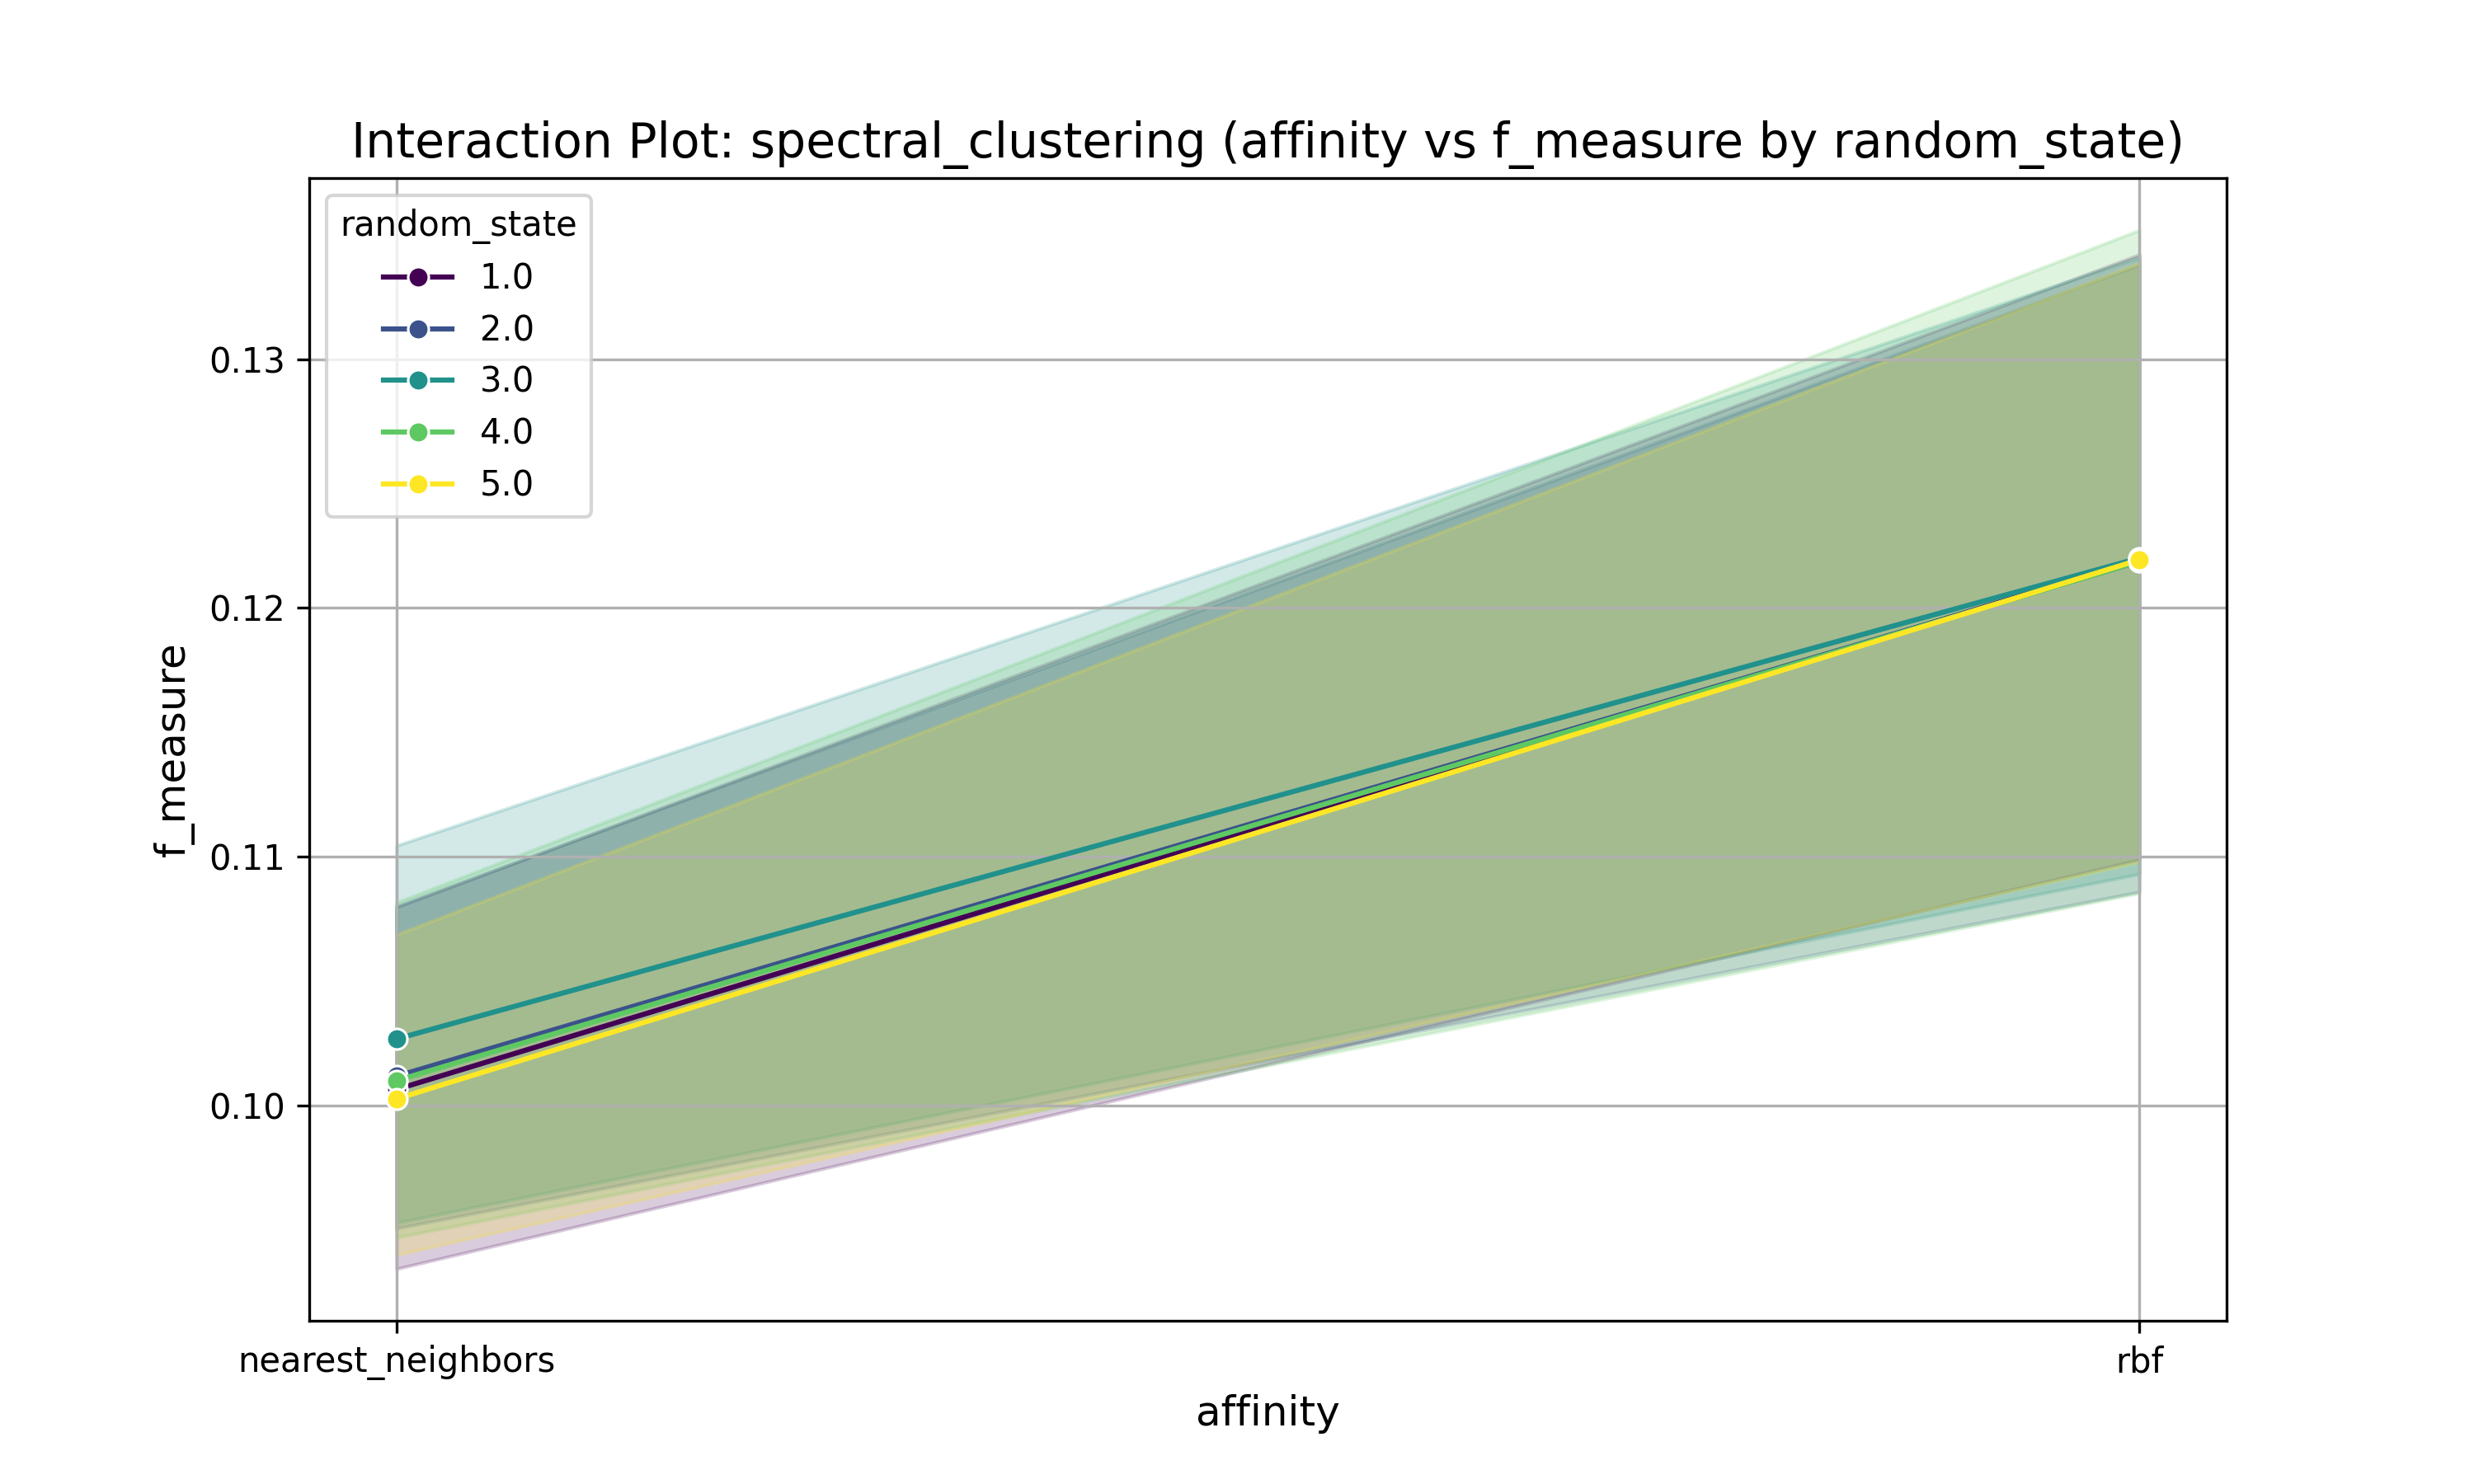 Interaction Plot: spectral_clustering (affinity vs f_measure by random_state)
random_state
1.0
2.0
3.0
4.0
5.0
0.13
0.12
0.11
0.10
f_measure
nearest_neighbors
rbf
affinity